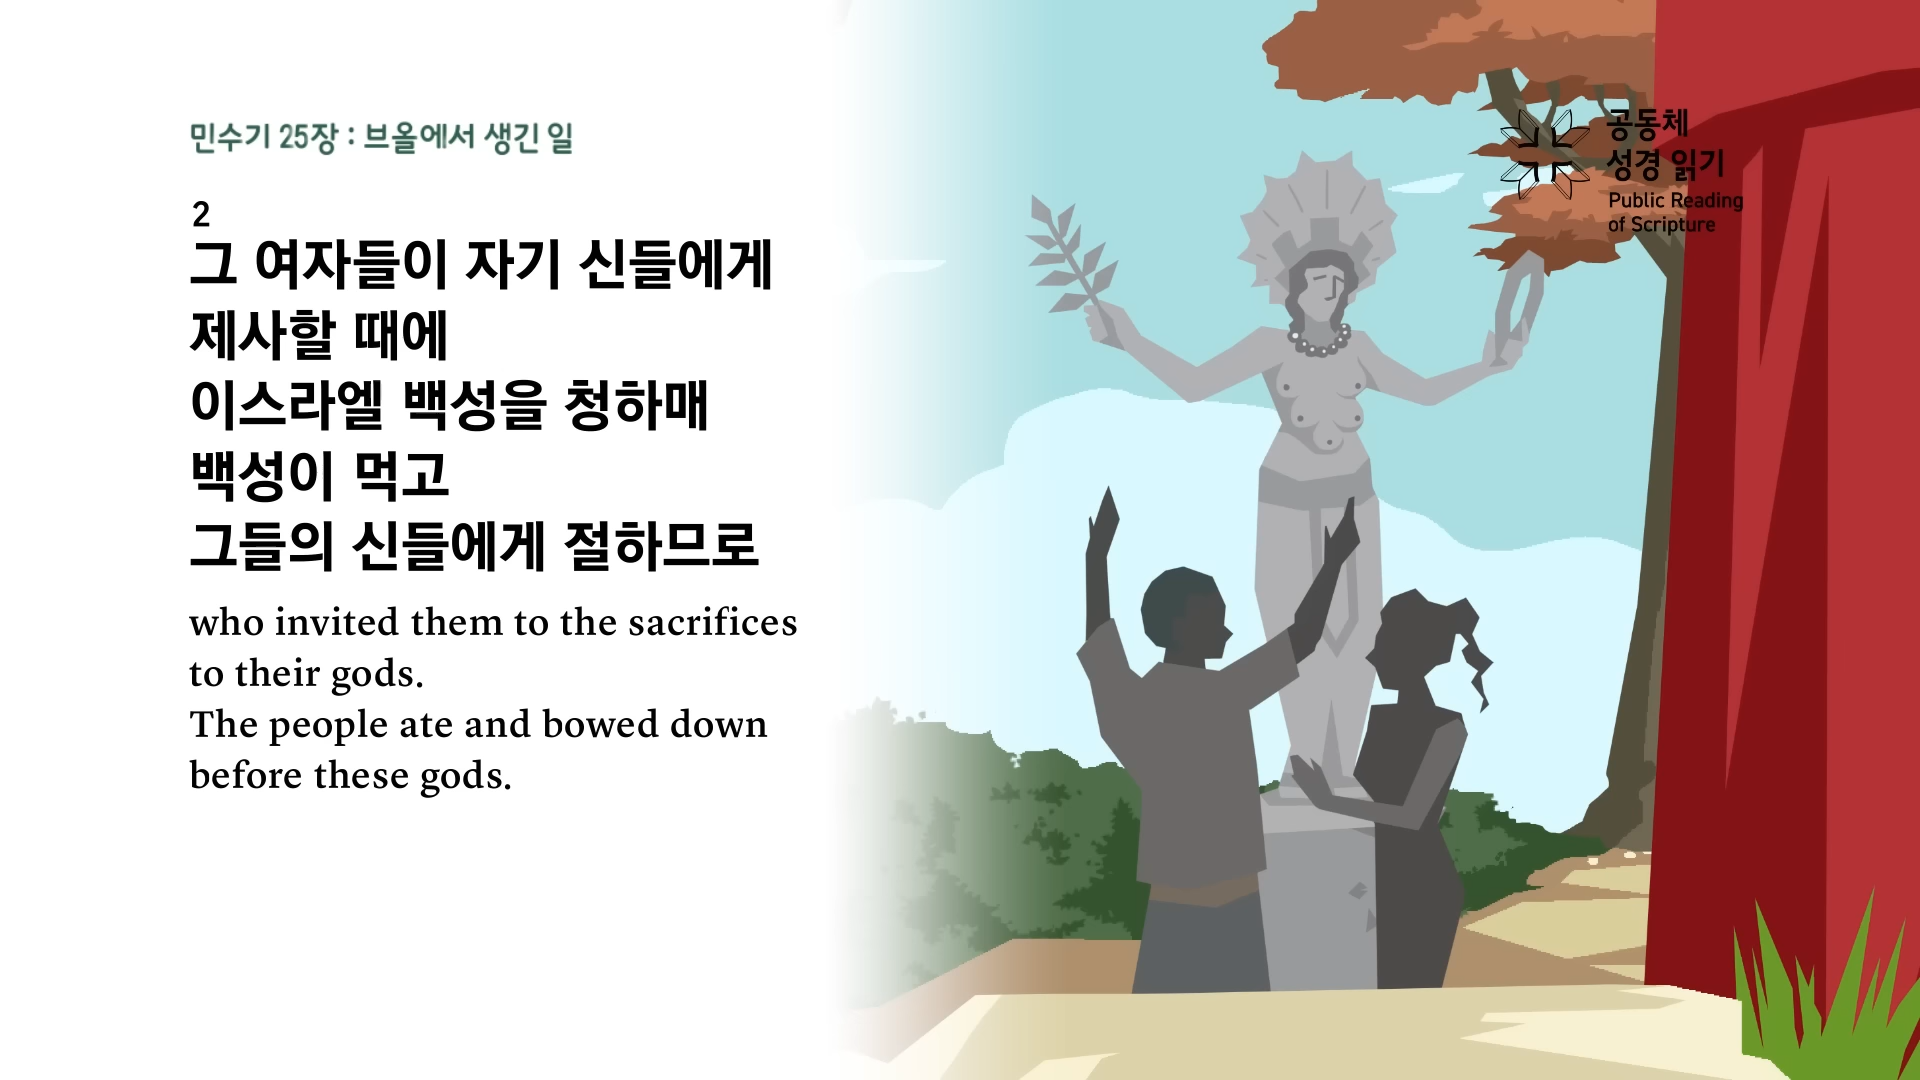 민수기 25장 : 브올에서 생긴 일
2
그 여자들이 자기 신들에게
제사할 때에
이스라엘 백성을 청하매
백성이 먹고
그들의 신들에게 절하므로
who invited them to the sacrifices
to their gods.
The people ate and bowed down
before these gods.
공동체
성경 읽기
Public Reading
of Scripture